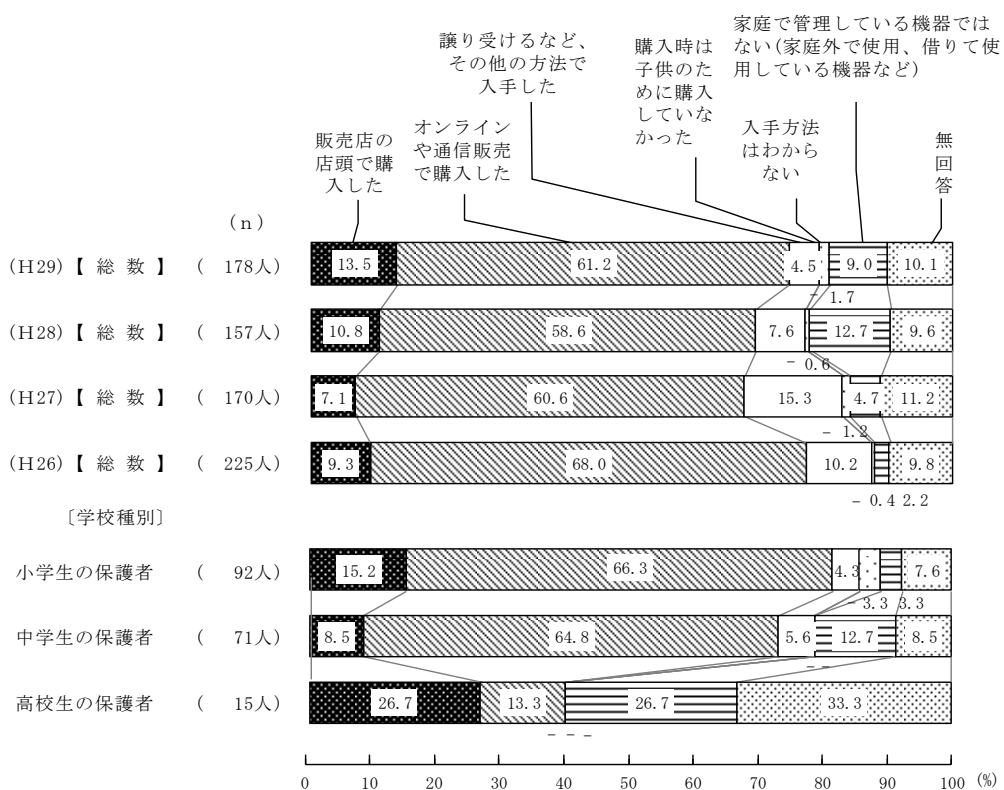 家庭で管理している機器では
ない(家庭外で使用、借りて使
用している機器など)
譲り受けるなど、
その他の方法で
入手した
購入時は
子供のた
めに購入
していな
かった
販売店の
店頭で購
入した
オンライン
や通信販売
で購入した
入手方法
はわから
ない
無回答
(n)
(H29)【 総 数 】 ( 178人) 13.5 61.2 4.5 9.0 10.1
- 1.7
(H28)【 総 数 】 ( 157人) 10.8 58.6 7.6 12.7 9.6
- 0.6
(H27)【 総 数 】 ( 170人) 7.1 60.6 15.3 4.7 11.2
- 1.2
(H26)【 総 数 】 ( 225人) 9.3 68.0 10.2 9.8
- 0.4 2.2
〔学校種別〕
小学生の保護者 ( 92人) 15.2 66.3 4.3 7.6
- 3.3 3.3
中学生の保護者 ( 71人) 8.5 64.8 5.6 12.7 8.5
- -
高校生の保護者 ( 15人) 26.7 13.3 26.7 33.3
- - -
0 10 20 30 40 50 60 70 80 90 100 (%)